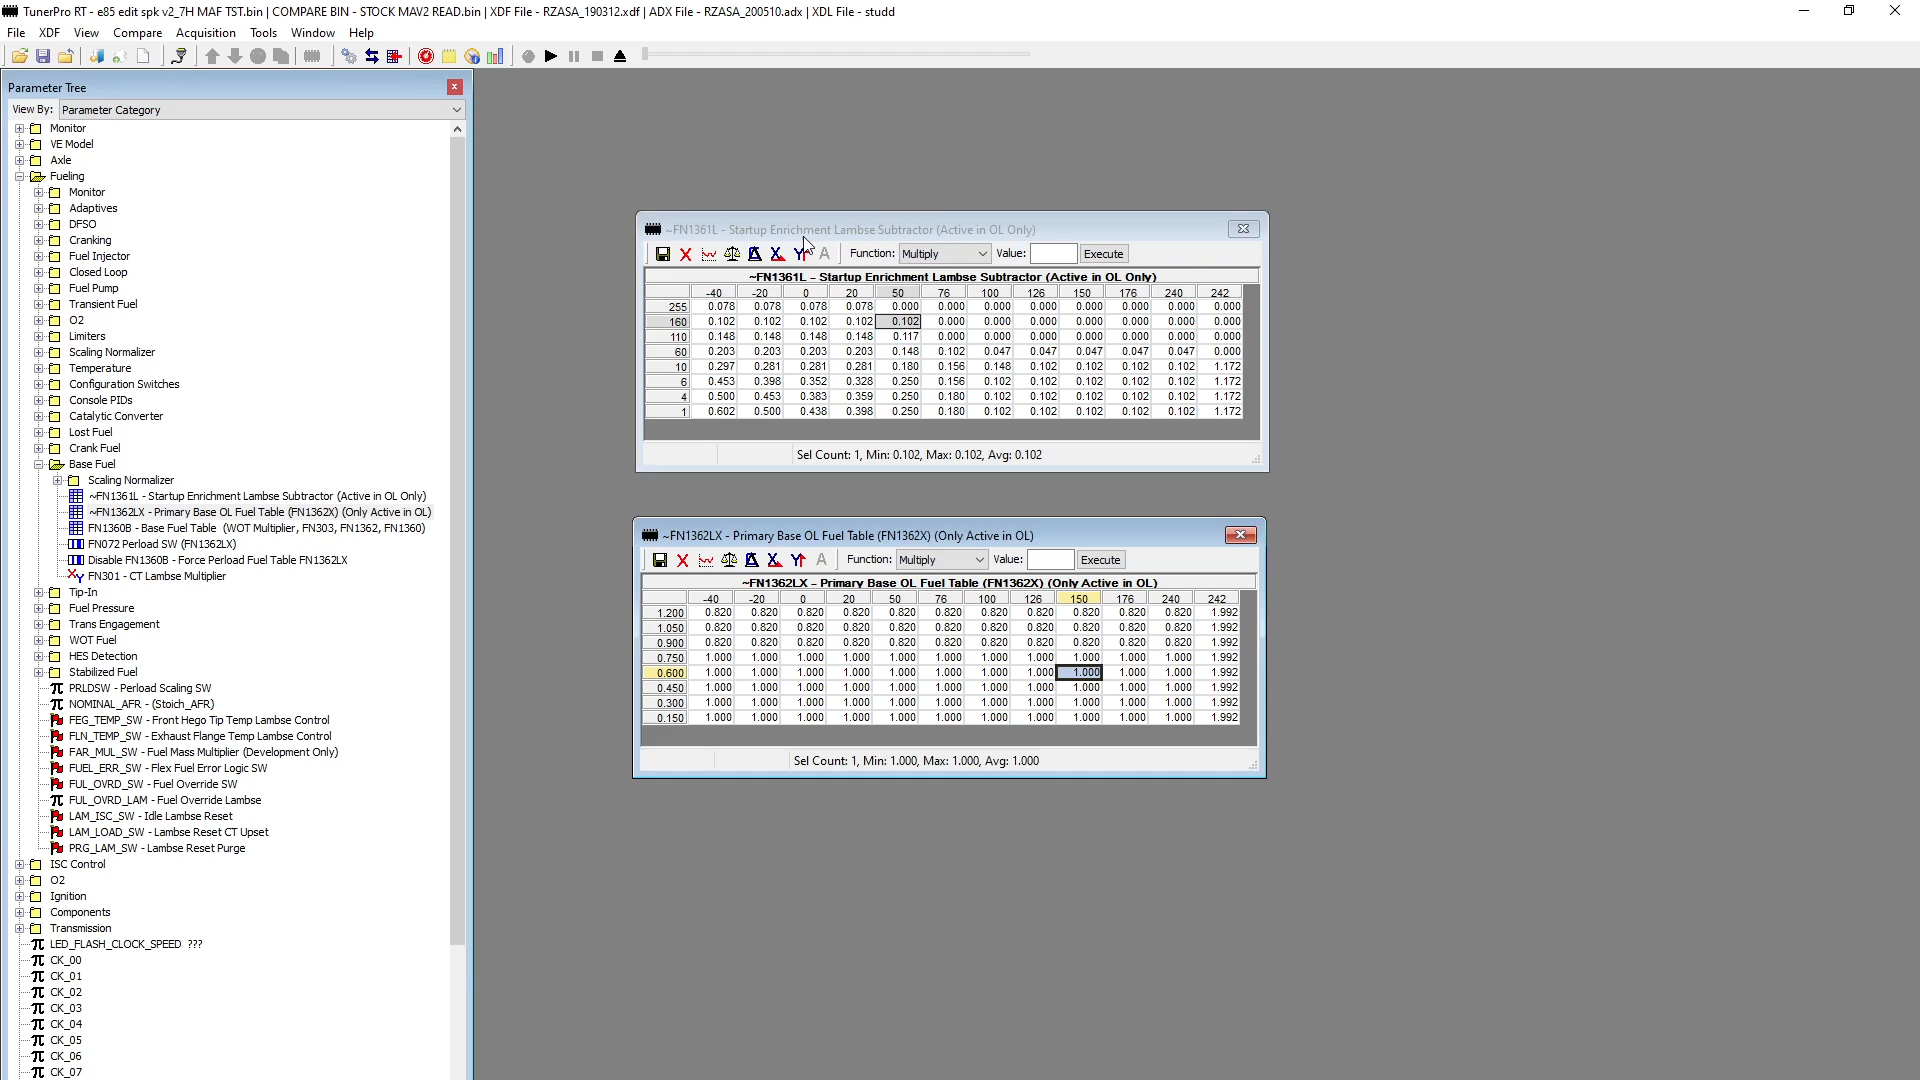 TunerPro RT - e85 edit spk v2_7H MAF TST.bin | COMPARE BIN - STOCK MAV2 READ.bin | XDF File - RZASA_190312.xdf | ADX File - RZASA_200510.adx | XDL File - studd
File XDF View Compare Acquisition Tools Window Help
Parameter Tree
View By: Parameter Category
Monitor
VE Model
Axle
Fueling
Monitor
Adaptives
DFSO
Cranking
Fuel Injector
Closed Loop
Fuel Pump
Transient Fuel
O2
Limiters
Scaling Normalizer
Temperature
Configuration Switches
Console PIDs
Catalytic Converter
Lost Fuel
Crank Fuel
Base Fuel
Scaling Normalizer
~FN1361L - Startup Enrichment Lambse Subtractor (Active in OL Only)
~FN1362LX - Primary Base OL Fuel Table (FN1362X) (Only Active in OL)
FN1360B - Base Fuel Table (WOT Multiplier, FN303, FN1362, FN1360)
FN072 Perload SW (FN1362LX)
Disable FN1360B - Force Perload Fuel Table FN1362LX
FN301 - CT Lambse Multiplier
Tip-In
Fuel Pressure
Trans Engagement
WOT Fuel
HES Detection
Stabilized Fuel
PRLDSW - Perload Scaling SW
NOMINAL_AFR - (Stoich_AFR)
FEG_TEMP_SW - Front Hego Tip Temp Lambse Control
FLN_TEMP_SW - Exhaust Flange Temp Lambse Control
FAR_MUL_SW - Fuel Mass Multiplier (Development Only)
FUEL_ERR_SW - Flex Fuel Error Logic SW
FUL_OVRD_SW - Fuel Override SW
FUL_OVRD_LAM - Fuel Override Lambse
LAM_ISC_SW - Idle Lambse Reset
LAM_LOAD_SW - Lambse Reset CT Upset
PRG_LAM_SW - Lambse Reset Purge
ISC Control
O2
Ignition
Components
Transmission
LED_FLASH_CLOCK_SPEED ???
CK_00
CK_01
CK_02
CK_03
CK_04
CK_05
CK_06
CK_07
~FN1361L - Startup Enrichment Lambse Subtractor (Active in OL Only)
Function: Multiply Value: Execute
~FN1361L - Startup Enrichment Lambse Subtractor (Active in OL Only)
-40 -20 0 20 50 76 100 126 150 176 240 242
255 0.078 0.078 0.078 0.078 0.000 0.000 0.000 0.000 0.000 0.000 0.000 0.000
160 0.102 0.102 0.102 0.102 0.102 0.000 0.000 0.000 0.000 0.000 0.000 0.000
110 0.148 0.148 0.148 0.148 0.117 0.000 0.000 0.000 0.000 0.000 0.000 0.000
60 0.203 0.203 0.203 0.203 0.148 0.102 0.047 0.047 0.047 0.047 0.047 0.000
10 0.297 0.281 0.281 0.281 0.180 0.156 0.148 0.102 0.102 0.102 0.102 1.172
6 0.453 0.398 0.352 0.328 0.250 0.156 0.102 0.102 0.102 0.102 0.102 1.172
4 0.500 0.453 0.383 0.359 0.250 0.180 0.102 0.102 0.102 0.102 0.102 1.172
1 0.602 0.500 0.438 0.398 0.250 0.180 0.102 0.102 0.102 0.102 0.102 1.172
Sel Count: 1, Min: 0.102, Max: 0.102, Avg: 0.102
~FN1362LX - Primary Base OL Fuel Table (FN1362X) (Only Active in OL)
Function: Multiply Value: Execute
~FN1362LX - Primary Base OL Fuel Table (FN1362X) (Only Active in OL)
-40 -20 0 20 50 76 100 126 150 176 240 242
1.200 0.820 0.820 0.820 0.820 0.820 0.820 0.820 0.820 0.820 0.820 0.820 1.992
1.050 0.820 0.820 0.820 0.820 0.820 0.820 0.820 0.820 0.820 0.820 0.820 1.992
0.900 0.820 0.820 0.820 0.820 0.820 0.820 0.820 0.820 0.820 0.820 0.820 1.992
0.750 1.000 1.000 1.000 1.000 1.000 1.000 1.000 1.000 1.000 1.000 1.000 1.992
0.600 1.000 1.000 1.000 1.000 1.000 1.000 1.000 1.000 1.000 1.000 1.000 1.992
0.450 1.000 1.000 1.000 1.000 1.000 1.000 1.000 1.000 1.000 1.000 1.000 1.992
0.300 1.000 1.000 1.000 1.000 1.000 1.000 1.000 1.000 1.000 1.000 1.000 1.992
0.150 1.000 1.000 1.000 1.000 1.000 1.000 1.000 1.000 1.000 1.000 1.000 1.992
Sel Count: 1, Min: 1.000, Max: 1.000, Avg: 1.000